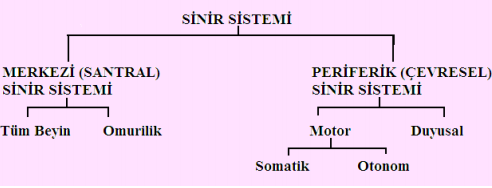 SİNİR SİSTEMİ
MERKEZİ (SANTRAL)
SİNİR SİSTEMİ
PERİFERİK (ÇEVRESEL)
SİNİR SİSTEMİ
Tüm Beyin
Omurilik
Motor
Duyusal
Somatik
Otonom